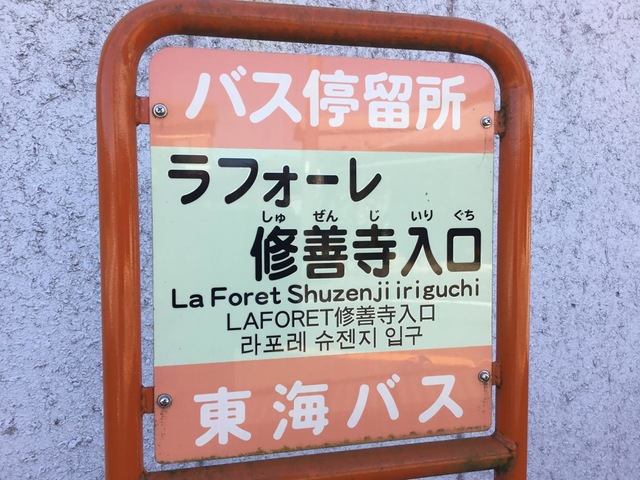 バス停留所
ラフォーレ
しゅ ぜん じ いり ぐち
修善寺入口
La Foret Shuzenji iriguchi
LAFORET修善寺入口
라포레 슈젠지 입구
東海バス